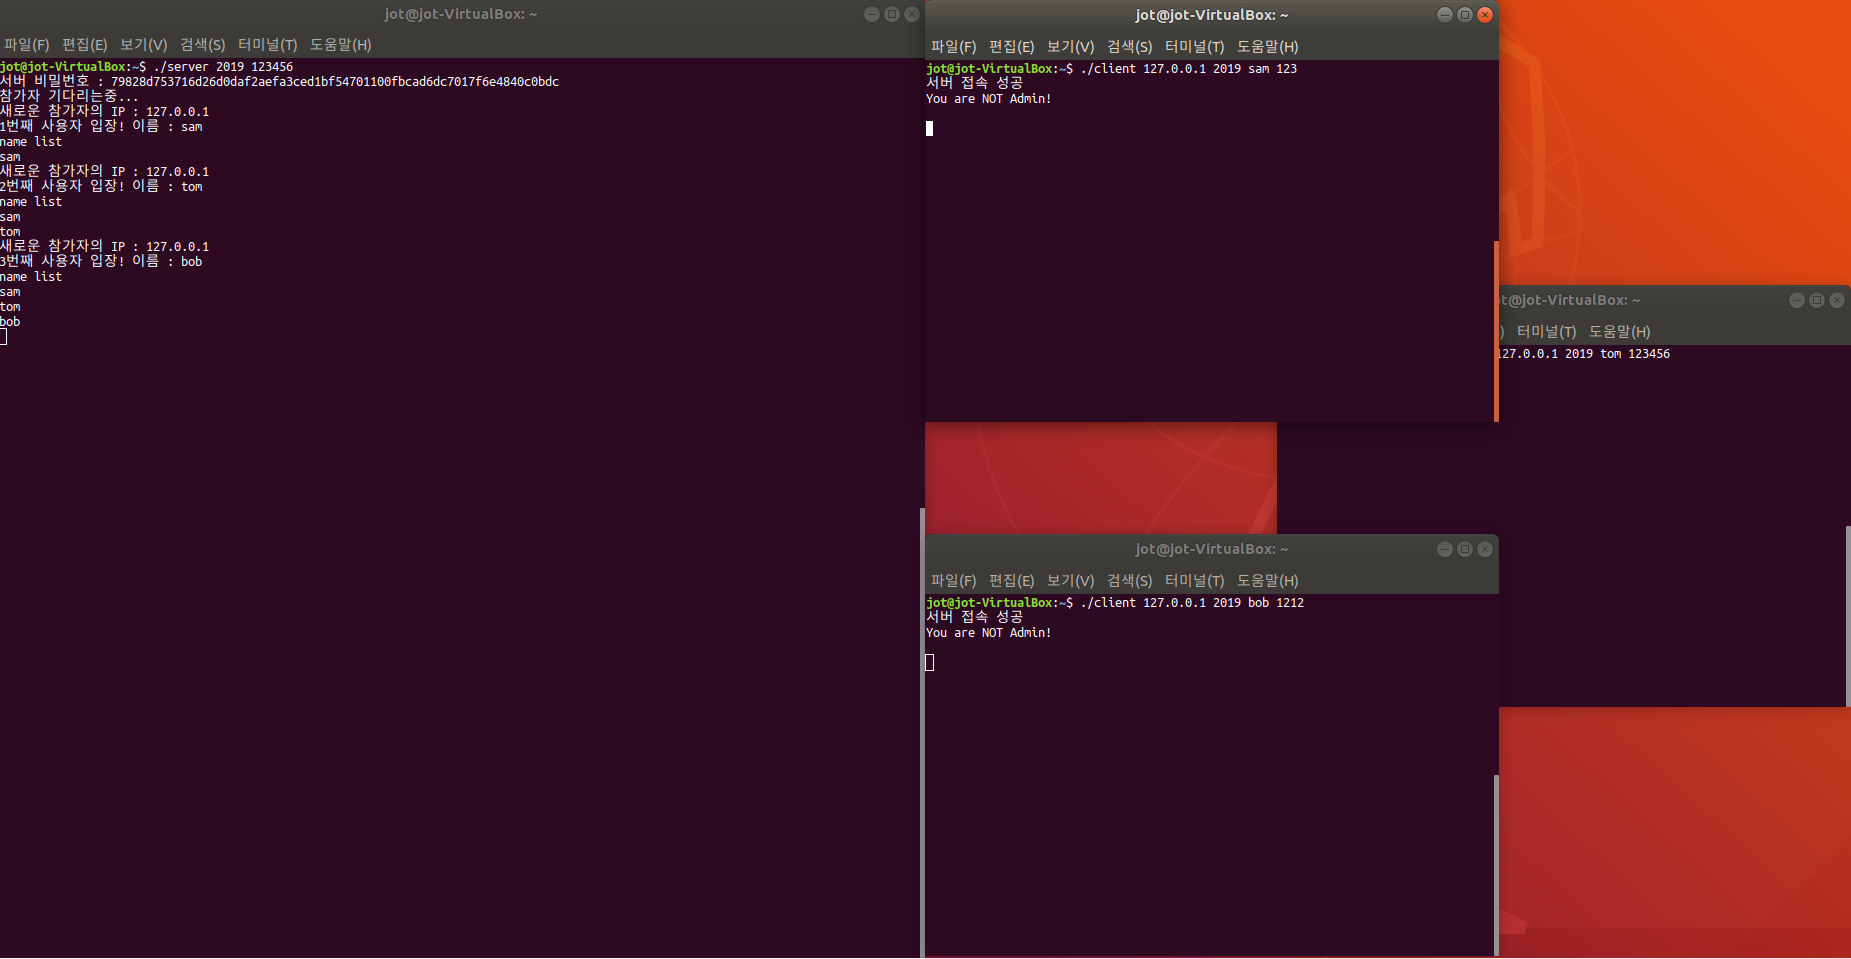 jot@jot-VirtualBox: ~
파일(F) 편집(E) 보기(V) 검색(S) 터미널(T) 도움말(H)
jot@jot-VirtualBox:~$ ./server 2019 123456
서버 비밀번호 : 79828d753716d26d0daf2aefa3ced1bf54701100fbcad6dc7017f6e4840c0bdc
참가자 기다리는중...
새로운 참가자의 IP : 127.0.0.1
1번째 사용자 입장! 이름 : sam
name list
sam
새로운 참가자의 IP : 127.0.0.1
2번째 사용자 입장! 이름 : tom
name list
sam
tom
새로운 참가자의 IP : 127.0.0.1
3번째 사용자 입장! 이름 : bob
name list
sam
tom
bob
jot@jot-VirtualBox: ~
파일(F) 편집(E) 보기(V) 검색(S) 터미널(T) 도움말(H)
jot@jot-VirtualBox:~$ ./client 127.0.0.1 2019 sam 123
서버 접속 성공
You are NOT Admin!
ot@jot-VirtualBox: ~
) 터미널(T) 도움말(H)
127.0.0.1 2019 tom 123456
jot@jot-VirtualBox: ~
파일(F) 편집(E) 보기(V) 검색(S) 터미널(T) 도움말(H)
jot@jot-VirtualBox:~$ ./client 127.0.0.1 2019 bob 1212
서버 접속 성공
You are NOT Admin!